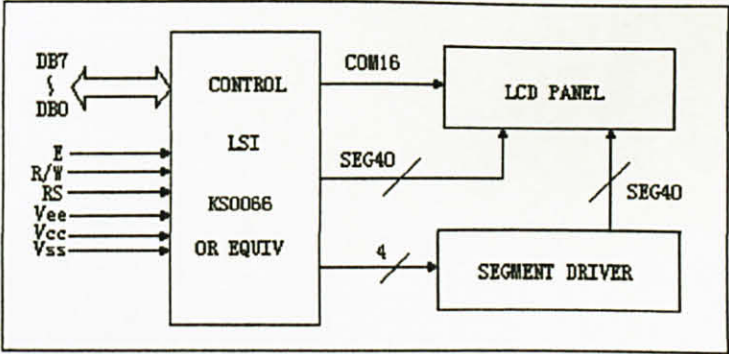 DB7
DB0
E
R/W
RS
Vee
Vcc
Vss
CONTROL
LSI
KS0066
OR EQUIV
COM16
SEG40
4
LCD PANEL
SEG40
SEGMENT DRIVER